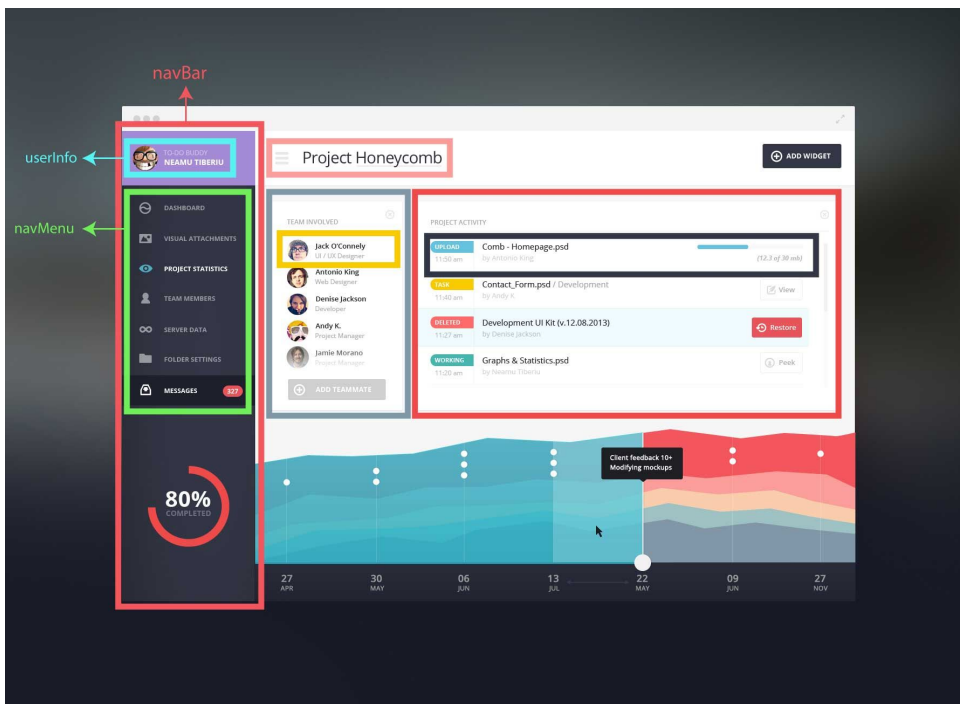 navBar
userInfo
TO-DO BUDDY
NEAMU TIBERIU
navMenu
DASHBOARD
VISUAL ATTACHMENTS
PROJECT STATISTICS
TEAM MEMBERS
SERVER DATA
FOLDER SETTINGS
MESSAGES 327
80%
COMPLETED
Project Honeycomb
ADD WIDGET
TEAM INVOLVED
Jack O'Connely
UI / UX Designer
Antonio King
Web Designer
Denise Jackson
Developer
Andy K.
Project Manager
Jamie Morano
Project Manager
ADD TEAMMATE
PROJECT ACTIVITY
UPLOAD Comb - Homepage.psd
11:50 am by Antonio King (12.3 of 30 mb)
TASK Contact_Form.psd / Development
11:40 am by Andy K. View
DELETED Development UI Kit (v.12.08.2013)
11:27 am by Denise Jackson Restore
WORKING Graphs & Statistics.psd
11:20 am by Neamu Tiberiu Peek
Client feedback 10+
Modifying mockups
27 30 06 13 22 09 27
APR MAY JUN JUL MAY JUN NOV